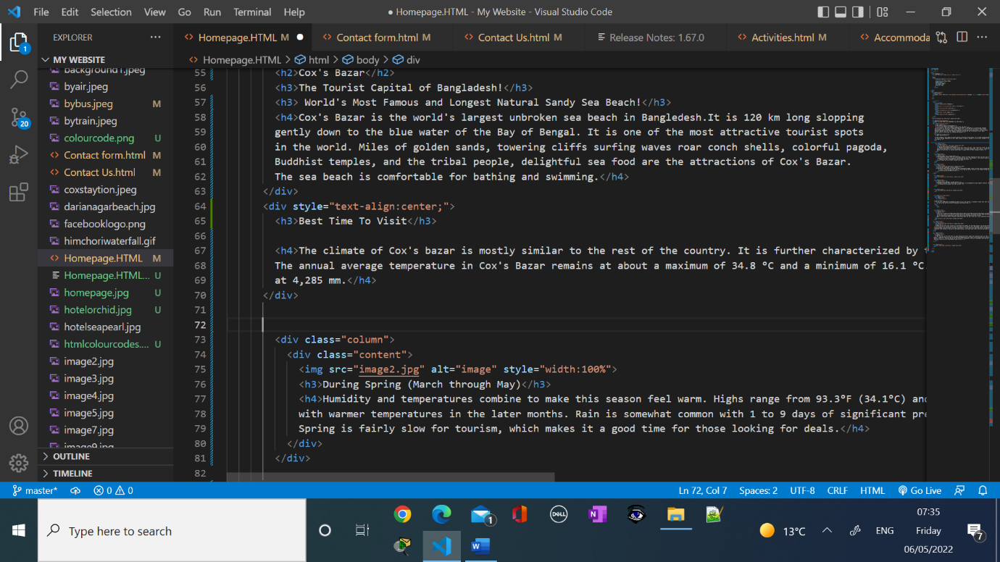 File Edit Selection View Go Run Terminal Help
● Homepage.HTML - My Website - Visual Studio Code
EXPLORER
Homepage.HTML M
Contact form.html M
Contact Us.html M
Release Notes: 1.67.0
Activities.html M
Accommoda
1
MY WEBSITE
Homepage.HTML > html > body > div
background1.jpeg
byair.jpeg
bybus.jpeg M
bytrain.jpeg
colourcode.png U
Contact form.html M
Contact Us.html M
coxstaytion.jpeg
darianagarbeach.jpg
facebooklogo.png
himchoriwaterfall.gif
Homepage.HTML M
Homepage.HTML... U
homepage.jpg U
hotelorchid.jpg U
hotelseapearl.jpg
htmlcolourcodes.... U
image2.jpg
image3.jpg
image4.jpg
image5.jpg
image7.jpg
image9.jpg
OUTLINE
TIMELINE
20
55 <h2>Cox's Bazar</h2>
56 <h3>The Tourist Capital of Bangladesh!</h3>
57 <h3> World's Most Famous and Longest Natural Sandy Sea Beach!</h3>
58 <h4>Cox's Bazar is the world's largest unbroken sea beach in Bangledesh.It is 120 km long slopping
59 gently down to the blue water of the Bay of Bengal. It is one of the most attractive tourist spots
60 in the world. Miles of golden sands, towering cliffs surfing waves roar conch shells, colorful pagoda,
61 Buddhist temples, and the tribal people, delightful sea food are the attractions of Cox's Bazar.
62 The sea beach is comfortable for bathing and swimming.</h4>
63 </div>
64 <div style="text-align:center;">
65 <h3>Best Time To Visit</h3>
66
67 <h4>The climate of Cox's bazar is mostly similar to the rest of the country. It is further characterized by
68 The annual average temperature in Cox's Bazar remains at about a maximum of 34.8 °C and a minimum of 16.1 °C
69 at 4,285 mm.</h4>
70 </div>
71
72
73 <div class="column">
74 <div class="content">
75 <img src="image2.jpg" alt="image" style="width:100%">
76 <h3>During Spring (March through May)</h3>
77 <h4>Humidity and temperatures combine to make this season feel warm. Highs range from 93.3°F (34.1°C) and
78 with warmer temperatures in the later months. Rain is somewhat common with 1 to 9 days of significant pre
79 Spring is fairly slow for tourism, which makes it a good time for those looking for deals.</h4>
80 </div>
81 </div>
82
master* 0 0 Ln 72, Col 7 Spaces: 2 UTF-8 CRLF HTML Go Live
Type here to search
DELL
1
13°C
ENG
07:35
Friday
06/05/2022
7